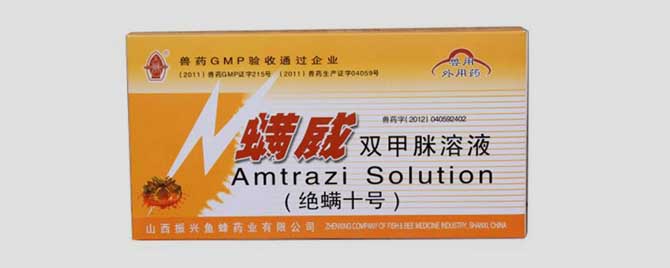 兽药GMP验收通过企业
(2011)兽药GMP证字215号 (2011)兽药生产证字04059号
兽用
外用药
兽药字(2012)040592402
螨威 双甲脒溶液
Amtrazi Solution
(绝螨十号)
山西振兴鱼蜂药业有限公司 ZHENXING COMPANY OF FISH & BEE MEDICINE INDUSTRY, SHANXI, CHINA